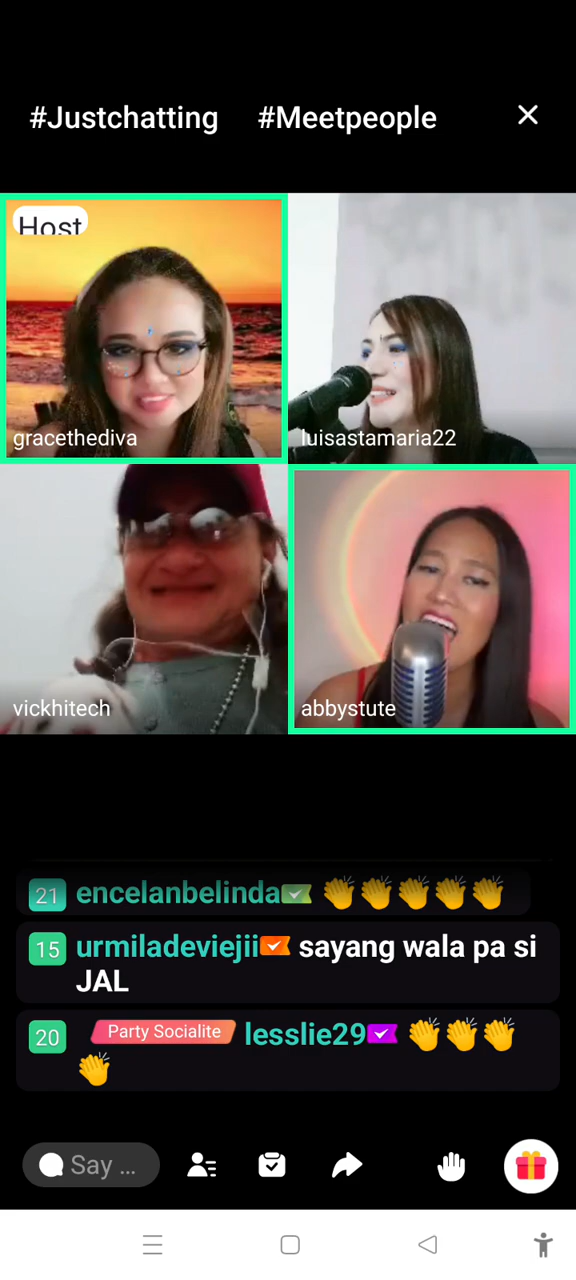 #Justchatting #Meetpeople
Host
gracethediva
luisastamaria22
vickhitech
abbystute
21 encelanbelinda 👏👏👏👏👏
15 urmiladeviejii sayang wala pa si
JAL
20 Party Socialite lesslie29 👏👏👏
👏
Say ...